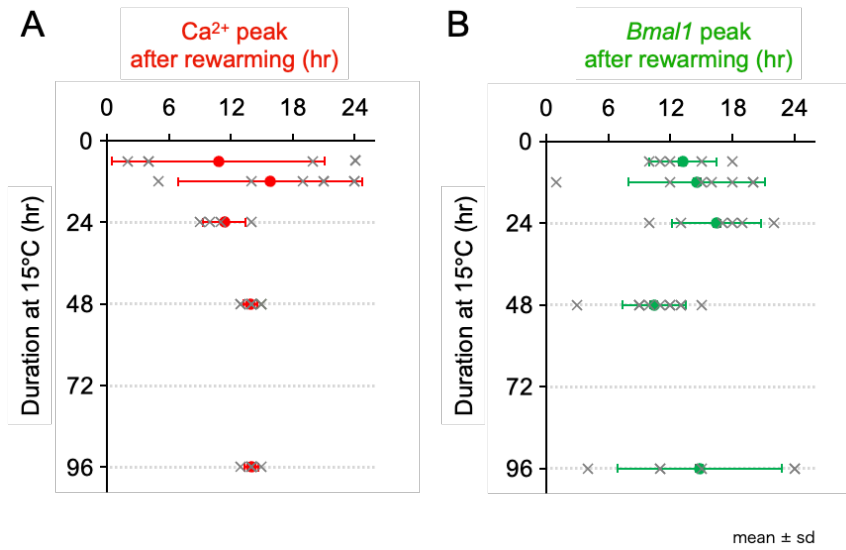 A
Ca²⁺ peak
after rewarming (hr)
0 6 12 18 24
0
24
48
72
96
Duration at 15°C (hr)
B
Bmal1 peak
after rewarming (hr)
0 6 12 18 24
0
24
48
72
96
Duration at 15°C (hr)
mean ± sd